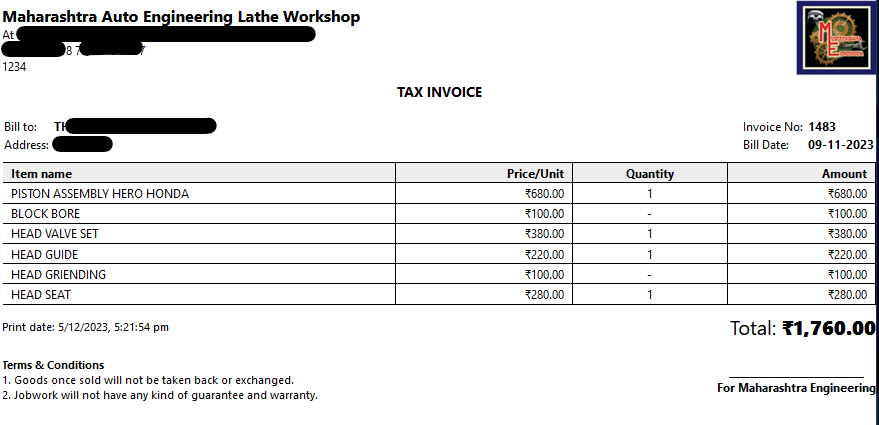 Maharashtra Auto Engineering Lathe Workshop
At
8 7 7
1234
TAX INVOICE
Bill to:
Invoice No: 1483
Address:
Bill Date: 09-11-2023
Item name Price/Unit Quantity Amount
PISTON ASSEMBLY HERO HONDA ₹680.00 1 ₹680.00
BLOCK BORE ₹100.00 - ₹100.00
HEAD VALVE SET ₹380.00 1 ₹380.00
HEAD GUIDE ₹220.00 1 ₹220.00
HEAD GRIENDING ₹100.00 - ₹100.00
HEAD SEAT ₹280.00 1 ₹280.00
Print date: 5/12/2023, 5:21:54 pm
Total: ₹1,760.00
Terms & Conditions
1. Goods once sold will not be taken back or exchanged.
2. Jobwork will not have any kind of guarantee and warranty.
For Maharashtra Engineering